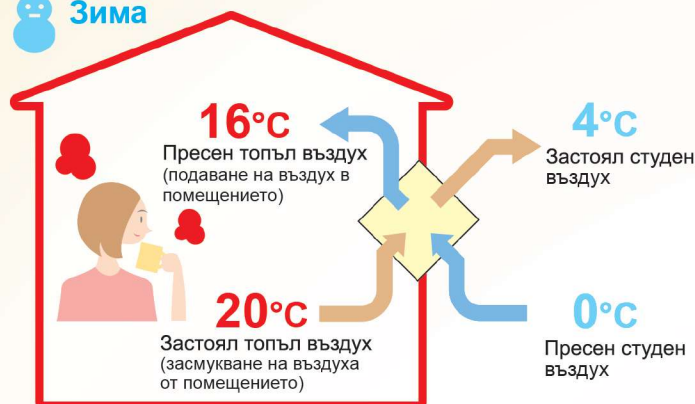 Зима
16°C
Пресен топъл въздух
(подаване на въздух в
помещението)
4°C
Застоял студен
въздух
20°C
Застоял топъл въздух
(засмукване на въздуха
от помещението)
0°C
Пресен студен
въздух